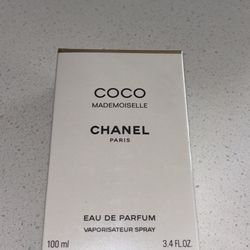 COCO
MADEMOISELLE
CHANEL
PARIS
EAU DE PARFUM
VAPORISATEUR SPRAY
100 ml 3.4 FL.OZ.